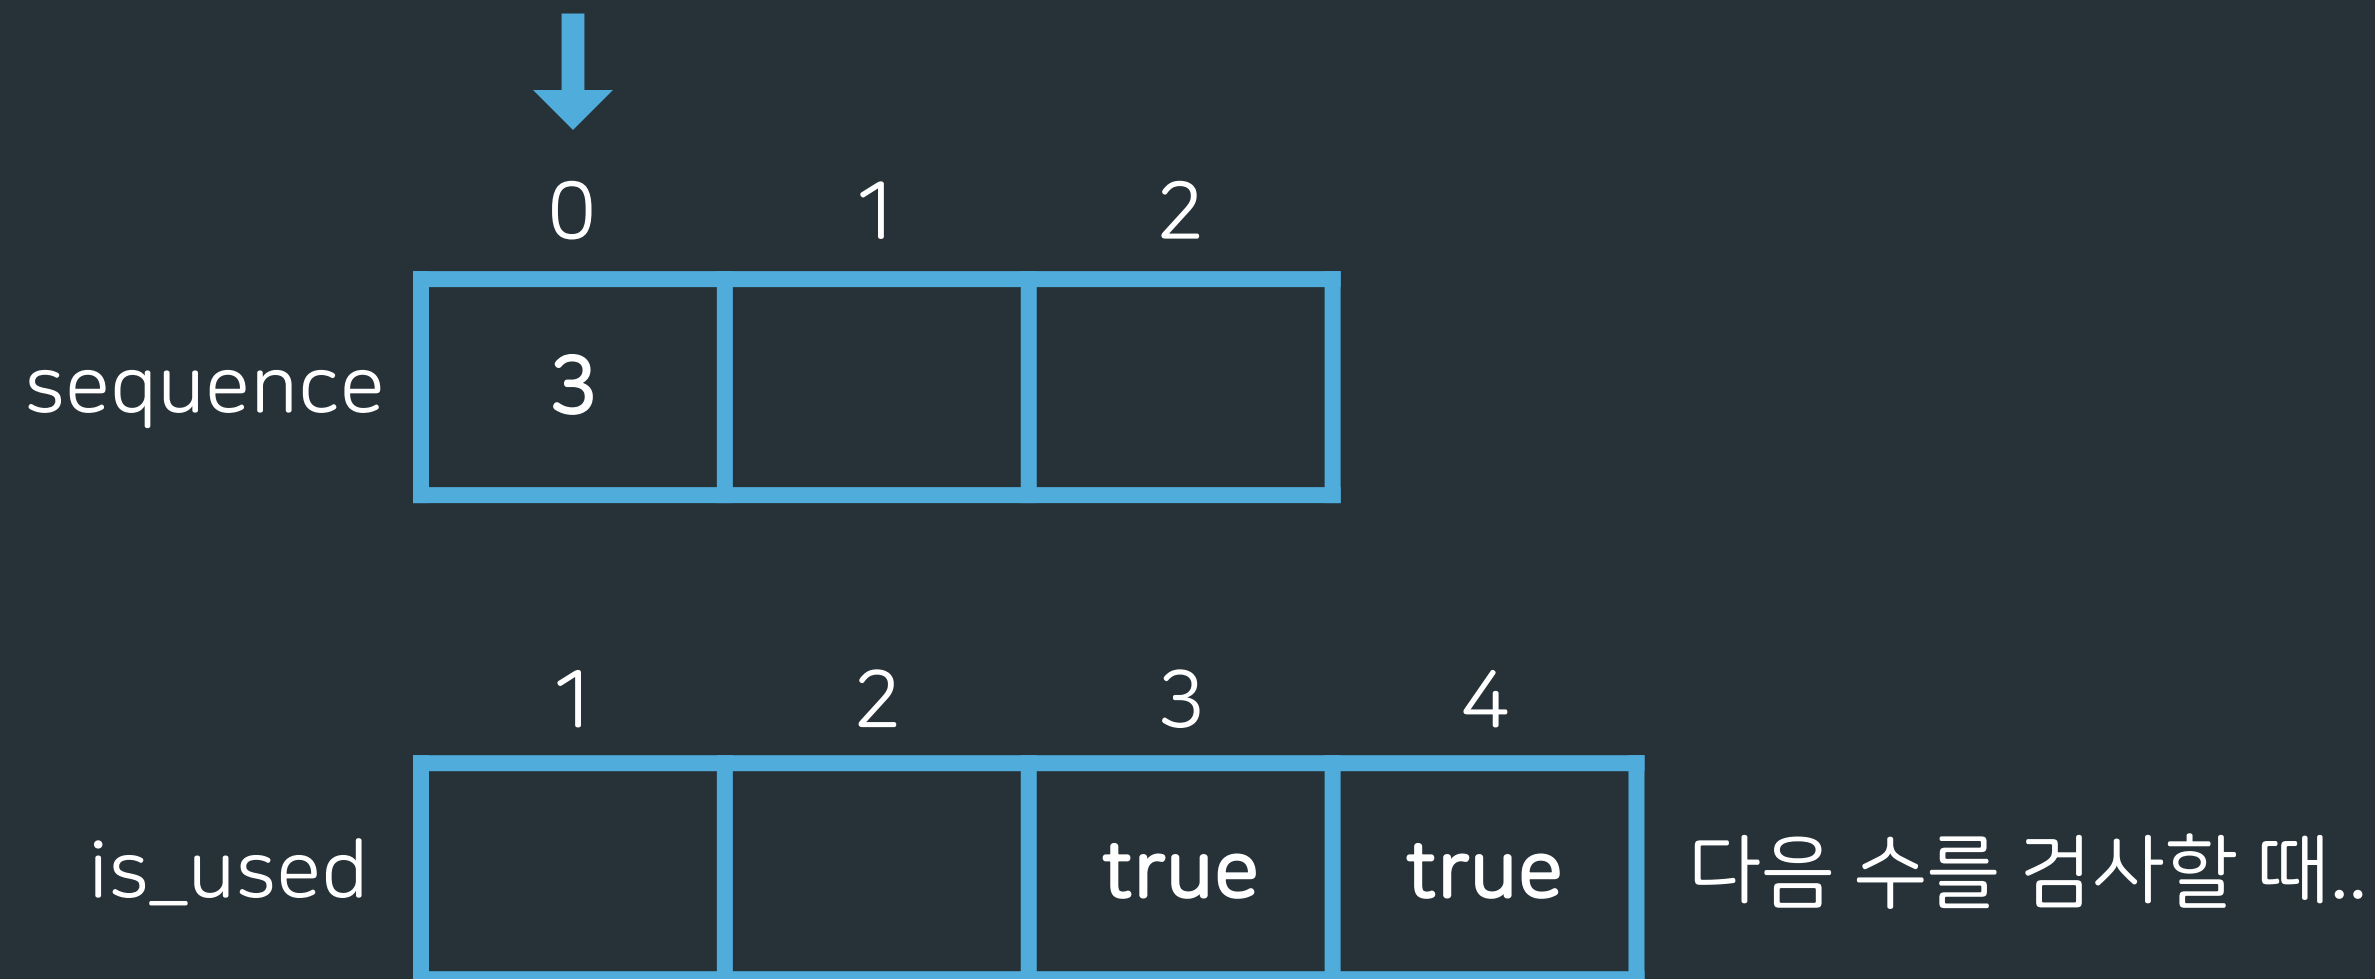 0 1 2
sequence 3
1 2 3 4
is_used true true 다음 수를 검사할 때..